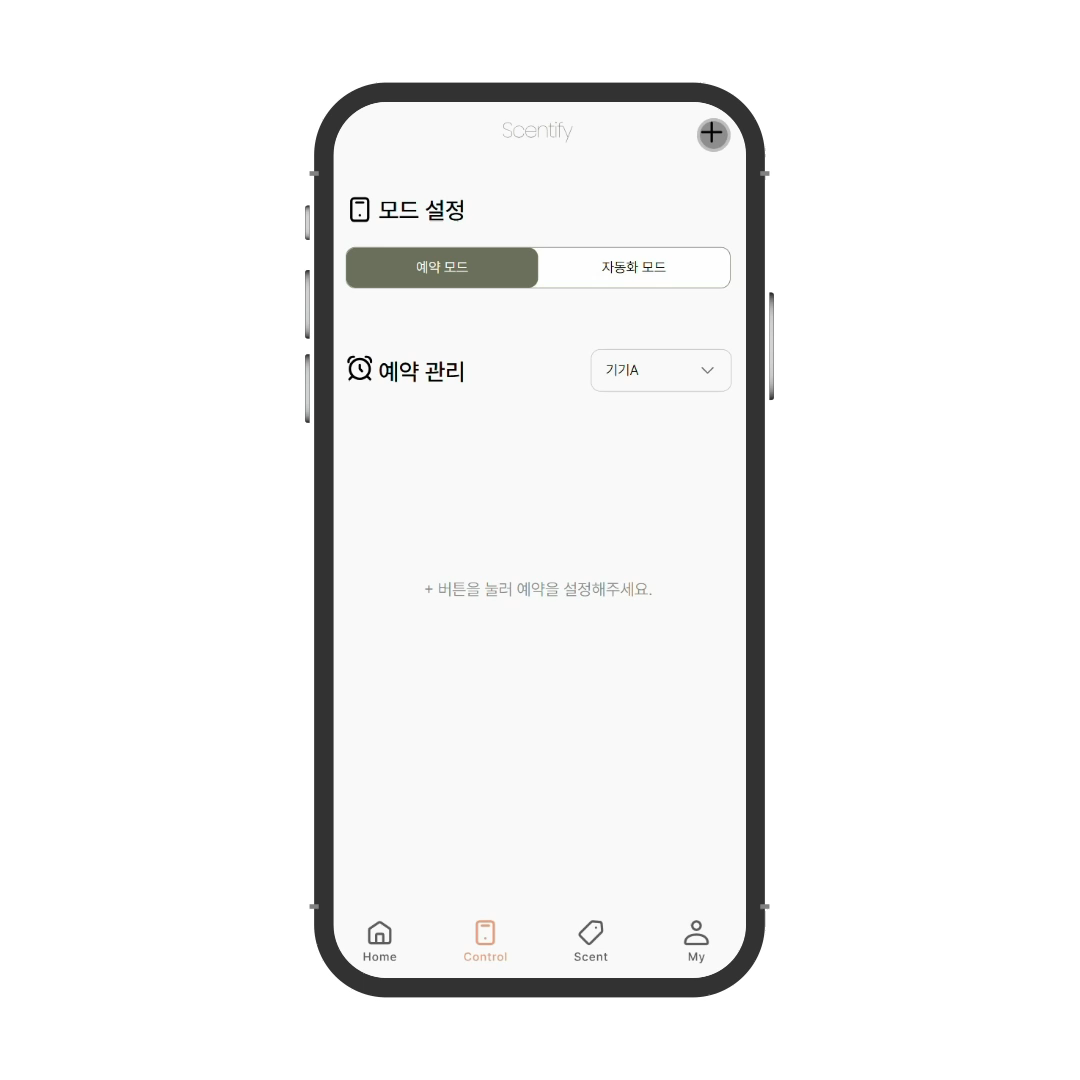 Scentify
모드 설정
예약 모드 자동화 모드
예약 관리 기기A
+ 버튼을 눌러 예약을 설정해주세요.
Home Control Scent My